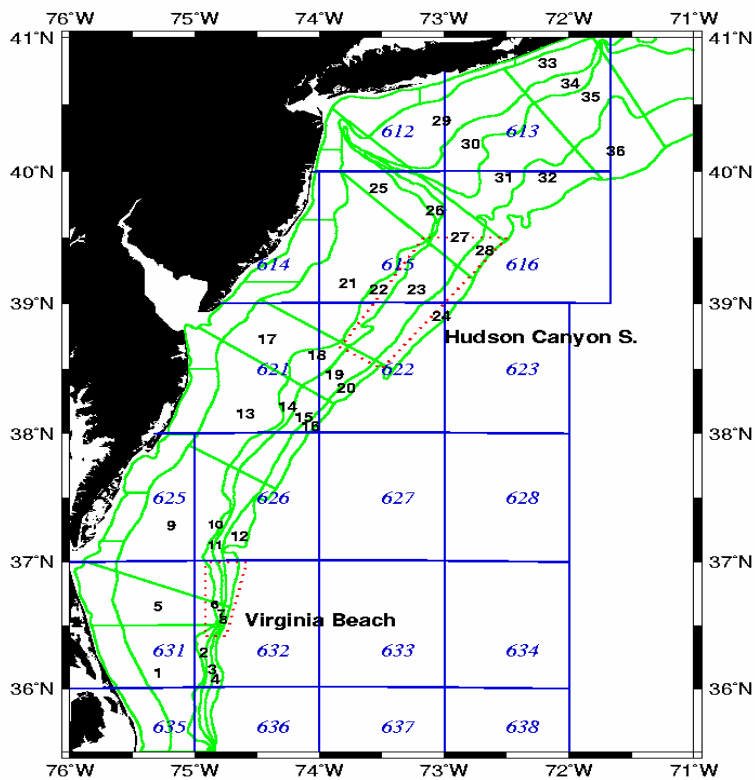 76°W 75°W 74°W 73°W 72°W 71°W
41°N 41°N
33
34
35
29
612 613
30
36
40°N 40°N
31 32
25
26
27
28
614 615 616
21 22 23
39°N 39°N
24
Hudson Canyon S.
17
18
621 622 623
19
20
14
13 15
16
38°N 38°N
625 626 627 628
9 10
12
11
37°N 37°N
5 6
7
8 Virginia Beach
631 2 632 633 634
1 3
4
36°N 36°N
635 636 637 638
76°W 75°W 74°W 73°W 72°W 71°W